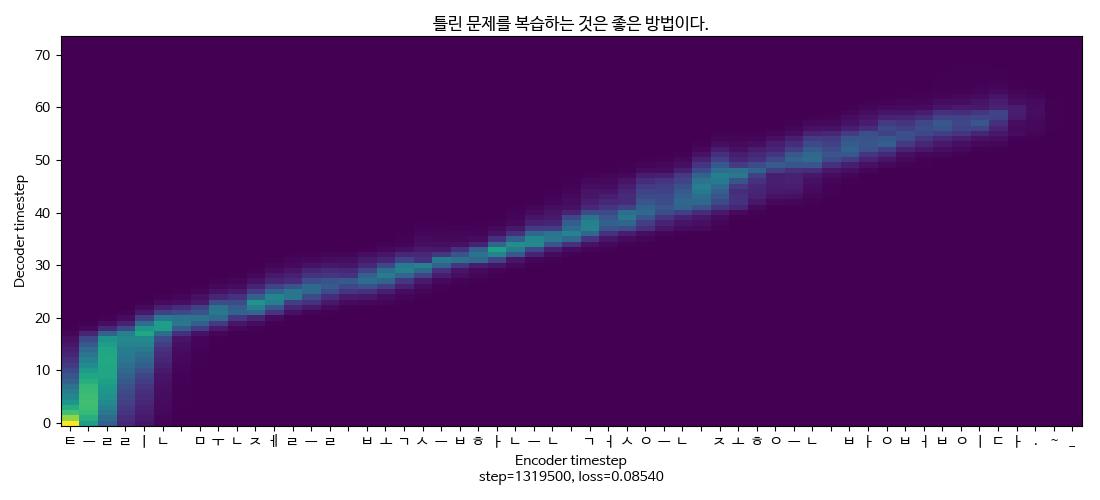 틀린 문제를 복습하는 것은 좋은 방법이다.
Decoder timestep
70
60
50
40
30
20
10
0
ㅌ ㅡ ㄹ ㄹ ㅣ ㄴ   ㅁ ㅜ ㄴ ㅈ ㅔ ㄹ ㅡ ㄹ   ㅂ ㅗ ㄱ ㅅ ㅡ ㅂ ㅎ ㅏ ㄴ ㅡ ㄴ   ㄱ ㅓ ㅅ ㅇ ㅡ ㄴ   ㅈ ㅗ ㅎ ㅇ ㅡ ㄴ   ㅂ ㅏ ㅇ ㅂ ㅓ ㅂ ㅇ ㅣ ㄷ ㅏ . ~ _
Encoder timestep
step=1319500, loss=0.08540